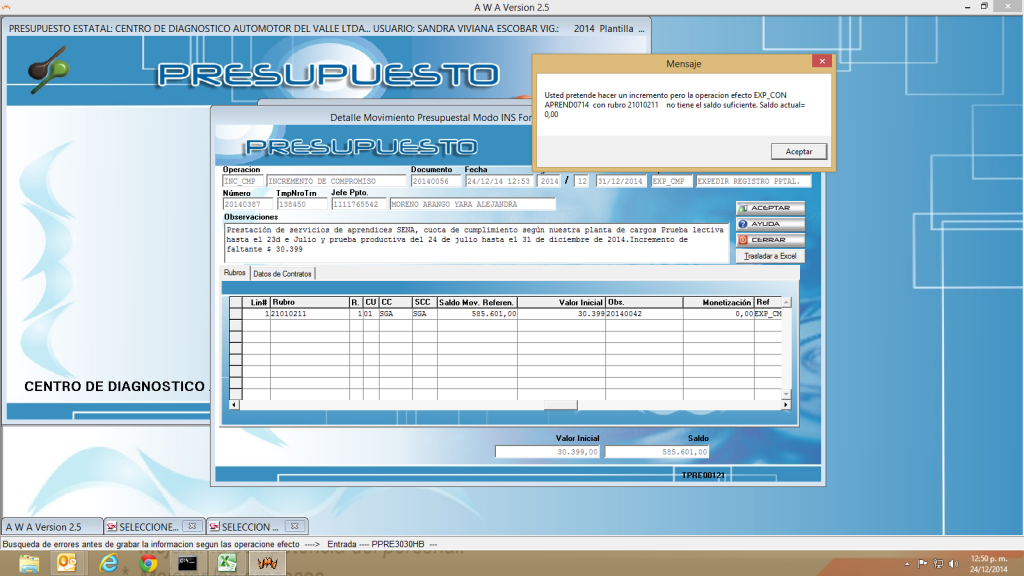 A W A Version 2.5
PRESUPUESTO ESTATAL: CENTRO DE DIAGNOSTICO AUTOMOTOR DEL VALLE LTDA... USUARIO: SANDRA VIVIANA ESCOBAR VIG.: 2014 Plantilla ...
PRESUPUESTO
Mensaje
Usted pretende hacer un incremento pero la operacion efecto EXP_CON
APREND0714 con rubro 21010211 no tiene el saldo suficiente. Saldo actual=
0,00
Aceptar
Detalle Movimiento Presupuestal Modo INS For
PRESUPUESTO
Operacion Documento Fecha
INC_CMP INCREMENTO DE COMPROMISO 20140056 24/12/14 12:53 2014 / 12 31/12/2014 EXP_CMP EXPEDIR REGISTRO PPTAL.
Número TmpNroTrn Jefe Ppto.
20140387 138450 1111765542 MORENO ARANGO YARA ALEJANDRA
Observaciones
Prestación de servicios de aprendices SENA, cuota de cumplimiento según nuestra planta de cargos Prueba lectiva
hasta el 23d e Julio y prueba productiva del 24 de julio hasta el 31 de diciembre de 2014.Incremento de
faltante $ 30.399
ACEPTAR
AYUDA
CERRAR
Trasladar a Excel
Rubros Datos de Contratos
Lin# Rubro R. CU CC SCC Saldo Mov. Referen. Valor Inicial Obs. Monetización Ref
1 21010211 1 01 SGA SGA 585.601,00 30.399 20140042 0,00 EXP_CM
CENTRO DE DIAGNOSTICO
Valor Inicial Saldo
30.399,00 585.601,00
TPRE00121
A W A Version 2.5 SELECCIONE... SELECCION ...
Busqueda de errores antes de grabar la informacion segun las operacione efecto ----> Entrada ---- PPRE3030HB ---
12:50 p. m.
24/12/2014